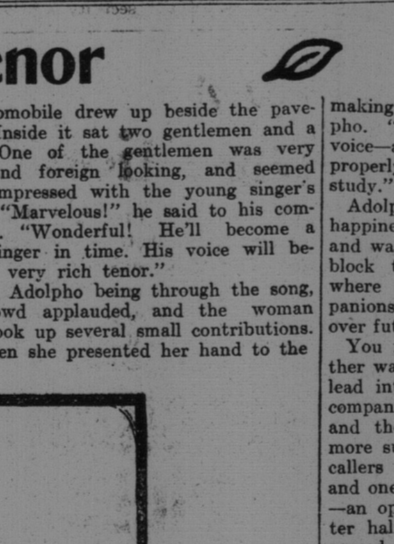 enor
omobile drew up beside the pave-
Inside it sat two gentlemen and a
One of the gentlemen was very
nd foreign looking, and seemed
mpressed with the young singer's
"Marvelous!" he said to his com-
. "Wonderful! He'll become a
inger in time. His voice will be-
very rich tenor."
Adolpho being through the song,
owd applauded, and the woman
ook up several small contributions.
en she presented her hand to the
making
pho. "
voice—a
properly
study."
Adolp
happine
and wa
block t
where
panions
over fut
You
ther wa
lead in
compan
and th
more su
callers
and one
—an op
ter hal